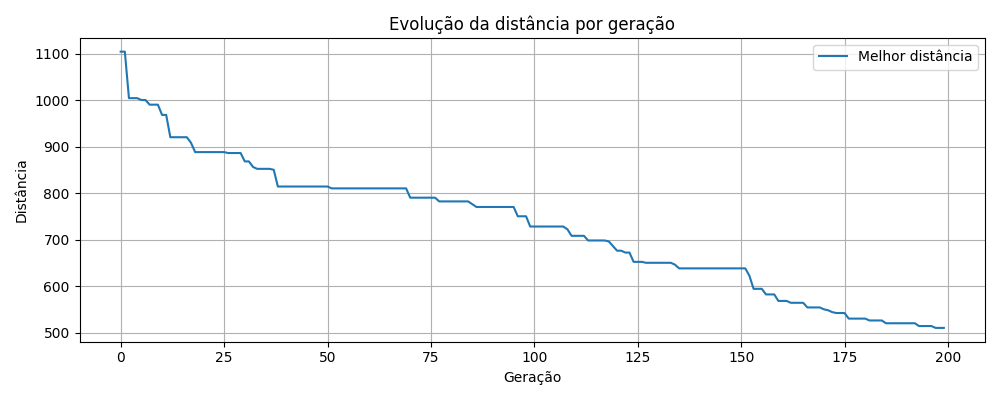 Evolução da distância por geração
Melhor distância
Distância
1100
1000
900
800
700
600
500
0 25 50 75 100 125 150 175 200
Geração